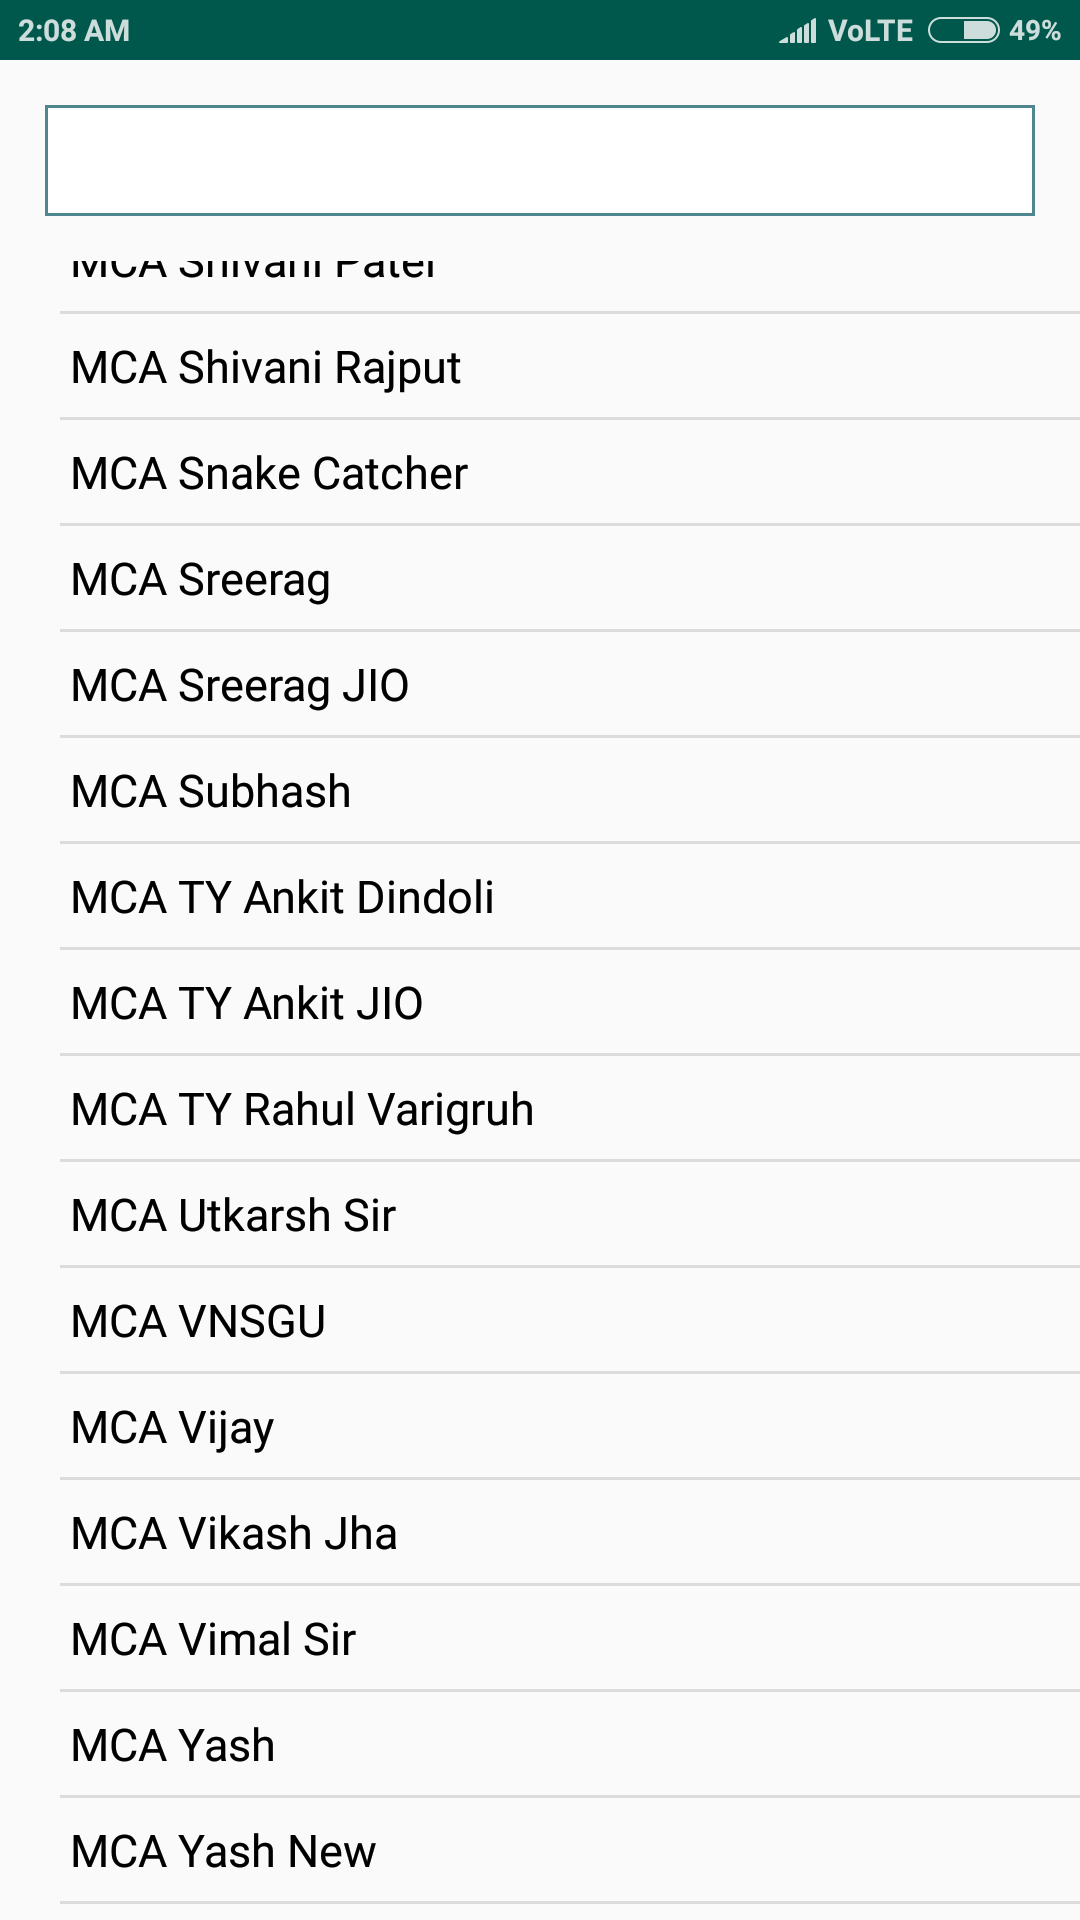 2:08 AM VoLTE 49%
MCA Shivani Patel
MCA Shivani Rajput
MCA Snake Catcher
MCA Sreerag
MCA Sreerag JIO
MCA Subhash
MCA TY Ankit Dindoli
MCA TY Ankit JIO
MCA TY Rahul Varigruh
MCA Utkarsh Sir
MCA VNSGU
MCA Vijay
MCA Vikash Jha
MCA Vimal Sir
MCA Yash
MCA Yash New